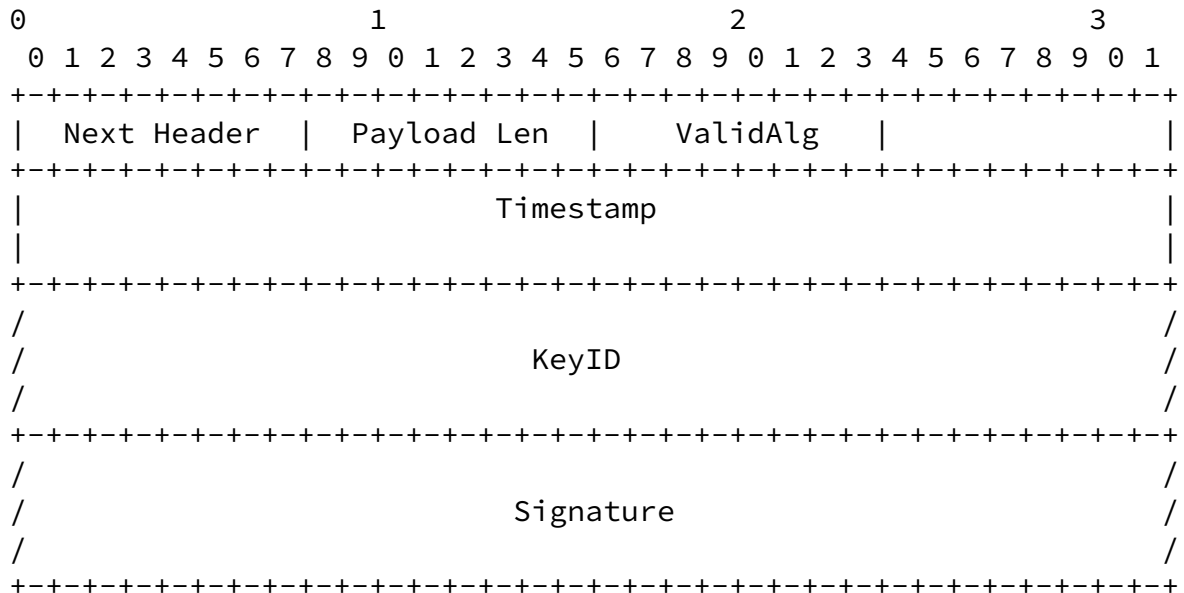 0                   1                   2                   3
 0 1 2 3 4 5 6 7 8 9 0 1 2 3 4 5 6 7 8 9 0 1 2 3 4 5 6 7 8 9 0 1
+-+-+-+-+-+-+-+-+-+-+-+-+-+-+-+-+-+-+-+-+-+-+-+-+-+-+-+-+-+-+-+-+
|  Next Header  |  Payload Len  |    ValidAlg   |               |
+-+-+-+-+-+-+-+-+-+-+-+-+-+-+-+-+-+-+-+-+-+-+-+-+-+-+-+-+-+-+-+-+
|                          Timestamp                            |
|                                                               |
+-+-+-+-+-+-+-+-+-+-+-+-+-+-+-+-+-+-+-+-+-+-+-+-+-+-+-+-+-+-+-+-+
/                                                               /
/                            KeyID                              /
/                                                               /
+-+-+-+-+-+-+-+-+-+-+-+-+-+-+-+-+-+-+-+-+-+-+-+-+-+-+-+-+-+-+-+-+
/                                                               /
/                           Signature                           /
/                                                               /
+-+-+-+-+-+-+-+-+-+-+-+-+-+-+-+-+-+-+-+-+-+-+-+-+-+-+-+-+-+-+-+-+